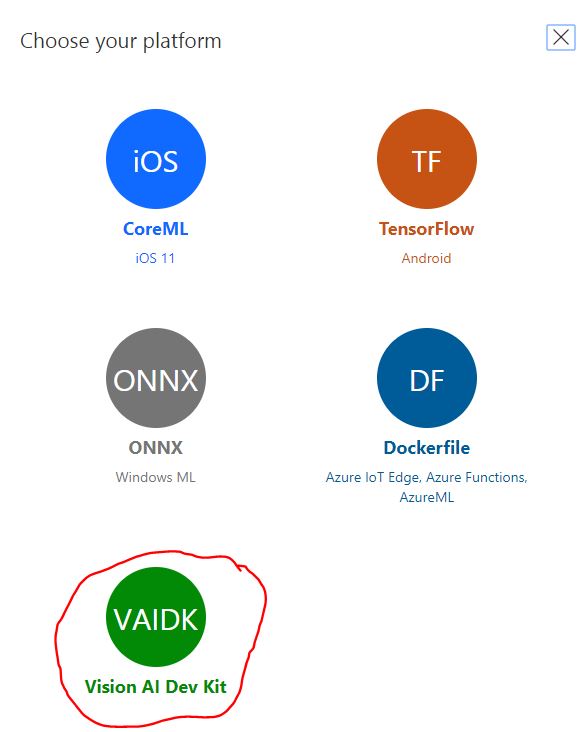 Choose your platform
iOS
CoreML
iOS 11
TF
TensorFlow
Android
ONNX
ONNX
Windows ML
DF
Dockerfile
Azure IoT Edge, Azure Functions,
AzureML
VAIDK
Vision AI Dev Kit